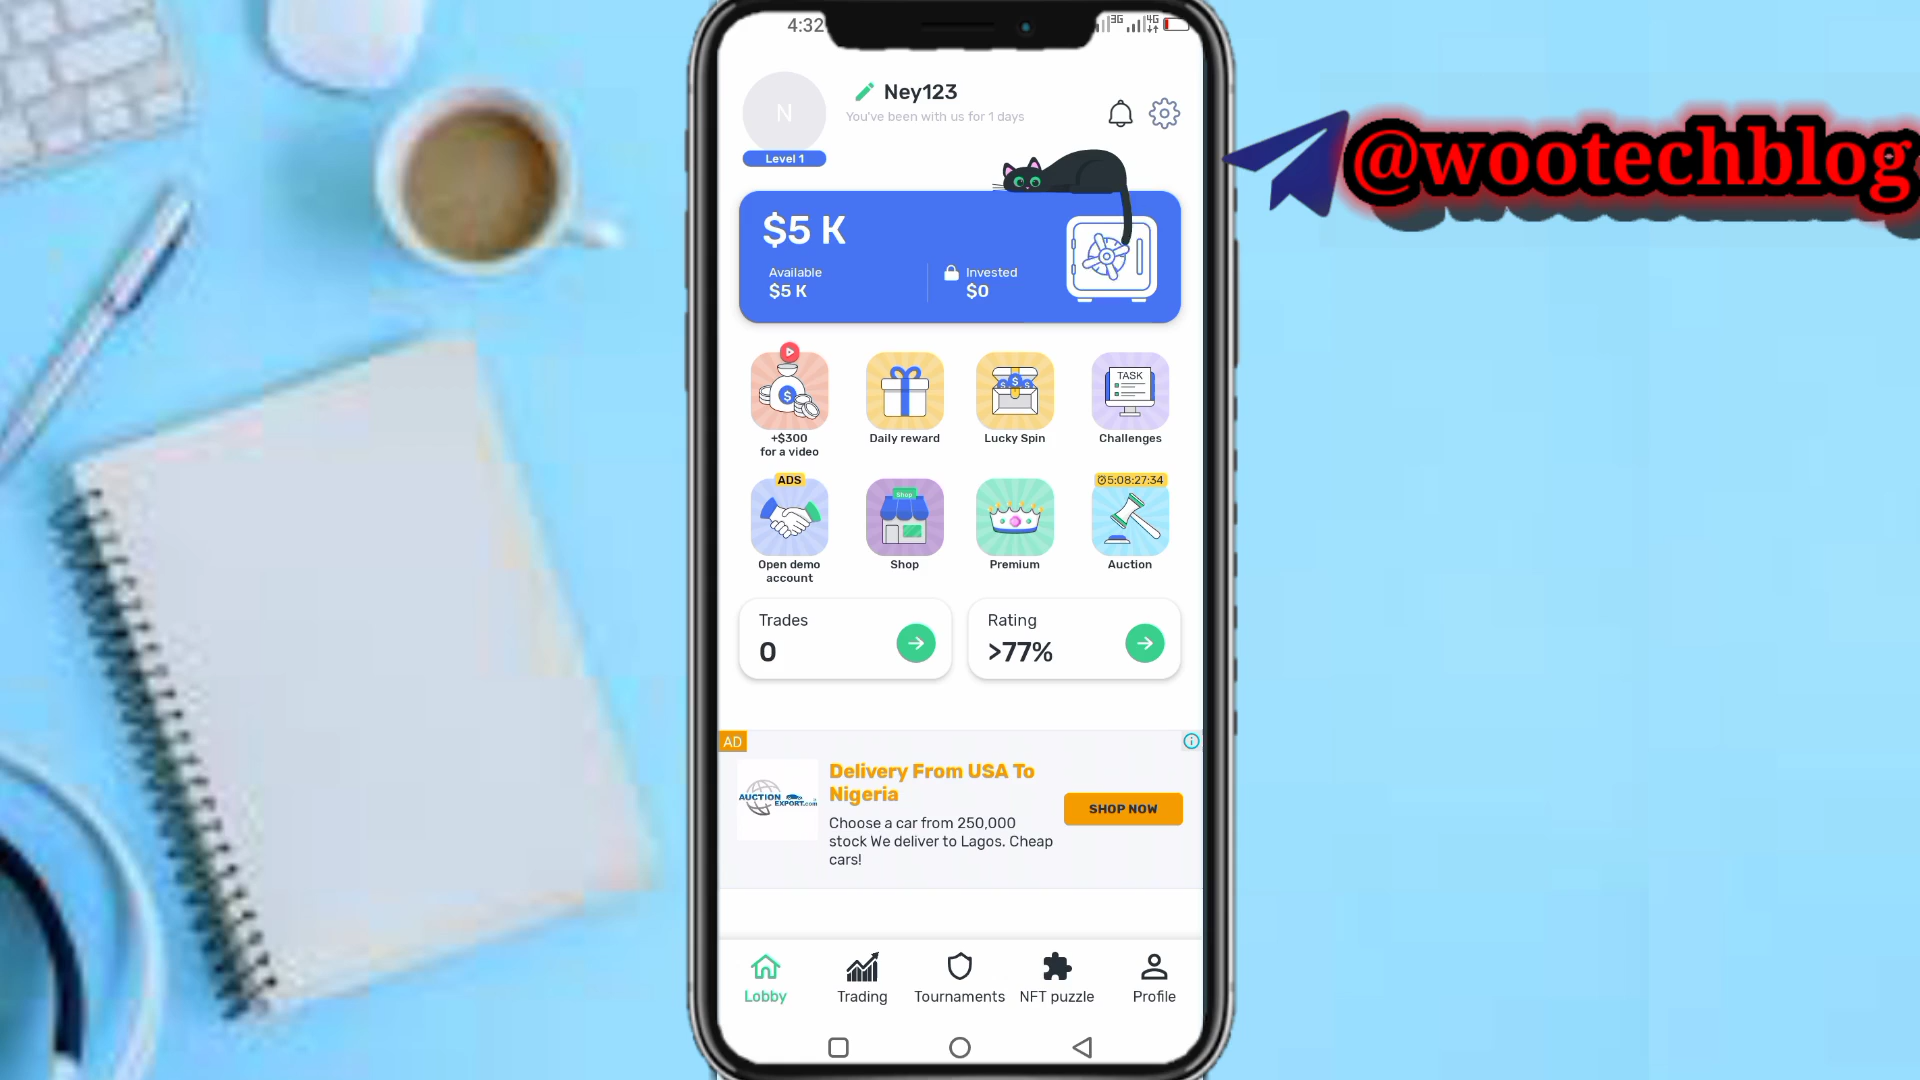 4:32
3G
4G
N
Ney123
You've been with us for 1 days
Level 1
@wootechblog
$5 K
Available
$5 K
Invested
$0
+$300
for a video
Daily reward
Lucky Spin
TASK
Challenges
ADS
Open demo
account
Shop
Shop
Premium
5:08:27:34
Auction
Trades
0
Rating
>77%
AD
AUCTION
EXPORT.com
Delivery From USA To
Nigeria
Choose a car from 250,000
stock We deliver to Lagos. Cheap
cars!
SHOP NOW
Lobby
Trading
Tournaments
NFT puzzle
Profile